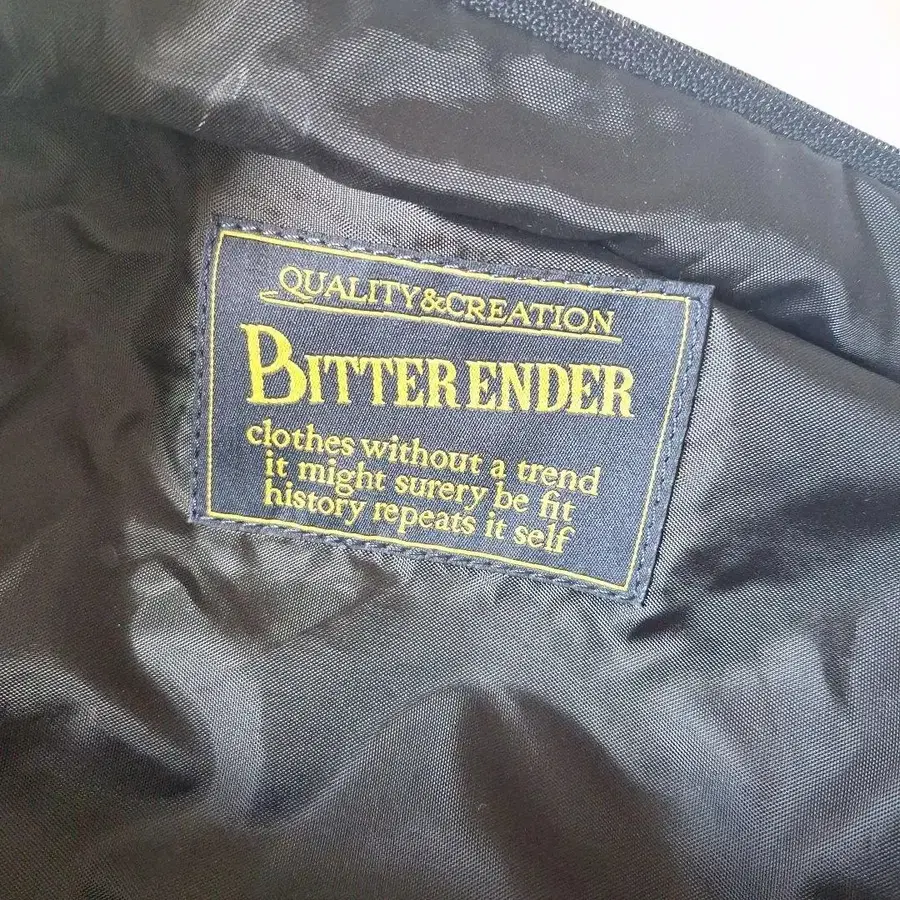 QUALITY&CREATION
BITTER ENDER
clothes without a trend
it might surery be fit
history repeats it self